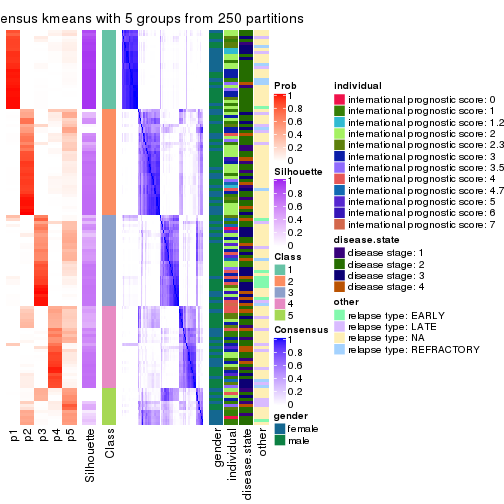 ensus kmeans with 5 groups from 250 partitions
p1
p2
p3
p4
p5
Silhouette
Class
gender
individual
disease.state
other
Prob
1
0.8
0.6
0.4
0.2
0
Silhouette
1
0.8
0.6
0.4
0.2
0
Class
1
2
3
4
5
Consensus
1
0.8
0.6
0.4
0.2
0
gender
female
male
individual
international prognostic score: 0
international prognostic score: 1
international prognostic score: 1.2
international prognostic score: 2
international prognostic score: 2.3
international prognostic score: 3
international prognostic score: 3.5
international prognostic score: 4
international prognostic score: 4.7
international prognostic score: 5
international prognostic score: 6
international prognostic score: 7
disease.state
disease stage: 1
disease stage: 2
disease stage: 3
disease stage: 4
other
relapse type: EARLY
relapse type: LATE
relapse type: NA
relapse type: REFRACTORY